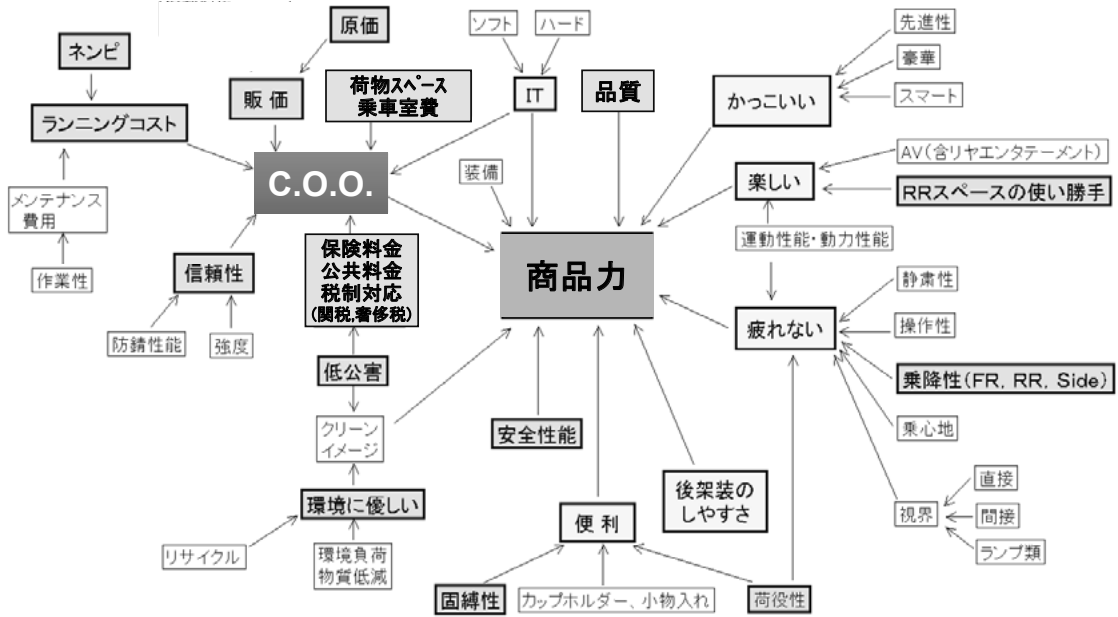 原価
ソフト
ハード
先進性
ネンピ
豪華
販価
荷物スペース
乗車室費
IT
品質
かっこいい
スマート
ランニングコスト
AV(含リヤエンタテーメント)
C.O.O.
装備
楽しい
RRスペースの使い勝手
メンテナンス
費用
運動性能・動力性能
保険料金
公共料金
税制対応
(関税,奢侈税)
商品力
信頼性
作業性
静粛性
疲れない
操作性
防錆性能
強度
低公害
乗降性(FR, RR, Side)
クリーン
イメージ
安全性能
乗心地
後架装の
しやすさ
直接
環境に優しい
便利
視界
間接
リサイクル
環境負荷
物質低減
ランプ類
固縛性
カップホルダー、小物入れ
荷役性